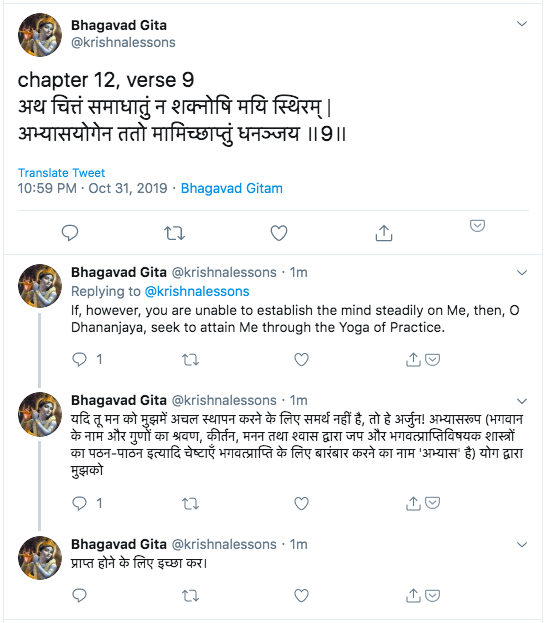 Bhagavad Gita
@krishnalessons
chapter 12, verse 9
अथ चित्तं समाधातुं न शक्नोषि मयि स्थिरम् |
अभ्यासयोगेन ततो मामिच्छाप्तुं धनञ्जय ॥9॥
Translate Tweet
10:59 PM · Oct 31, 2019 · Bhagavad Gitam
Bhagavad Gita @krishnalessons · 1m
Replying to @krishnalessons
If, however, you are unable to establish the mind steadily on Me, then, O
Dhananjaya, seek to attain Me through the Yoga of Practice.
1
Bhagavad Gita @krishnalessons · 1m
यदि तू मन को मुझमें अचल स्थापन करने के लिए समर्थ नहीं है, तो हे अर्जुन! अभ्यासरूप (भगवान
के नाम और गुणों का श्रवण, कीर्तन, मनन तथा श्वास द्वारा जप और भगवत्प्राप्तिविषयक शास्त्रों
का पठन-पाठन इत्यादि चेष्टाएँ भगवत्प्राप्ति के लिए बारंबार करने का नाम 'अभ्यास' है) योग द्वारा
मुझको
1
Bhagavad Gita @krishnalessons · 1m
प्राप्त होने के लिए इच्छा कर।